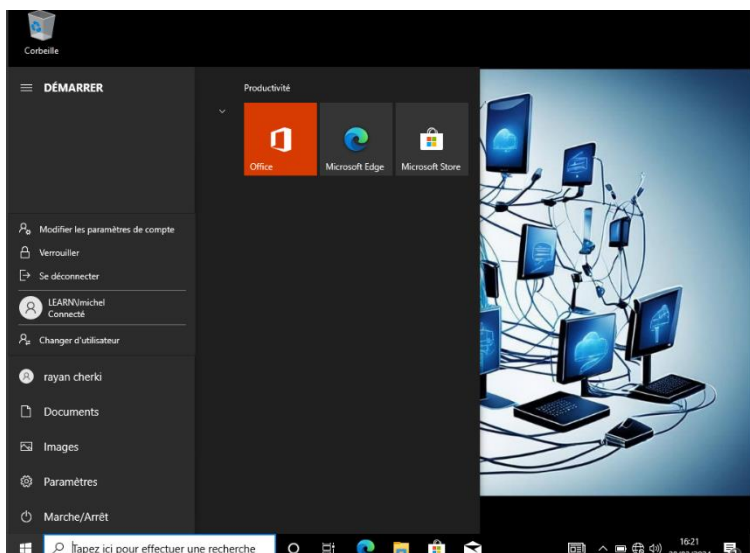 Corbeille
DÉMARRER
Productivité
Office
Microsoft Edge
Microsoft Store
Modifier les paramètres de compte
Verrouiller
Se déconnecter
LEARN\michel
Connecté
Changer d'utilisateur
rayan cherki
Documents
Images
Paramètres
Marche/Arrêt
Tapez ici pour effectuer une recherche
16:21